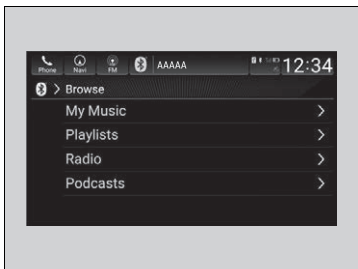 Phone Navi FM AAAAA 12:34
Browse
My Music
Playlists
Radio
Podcasts